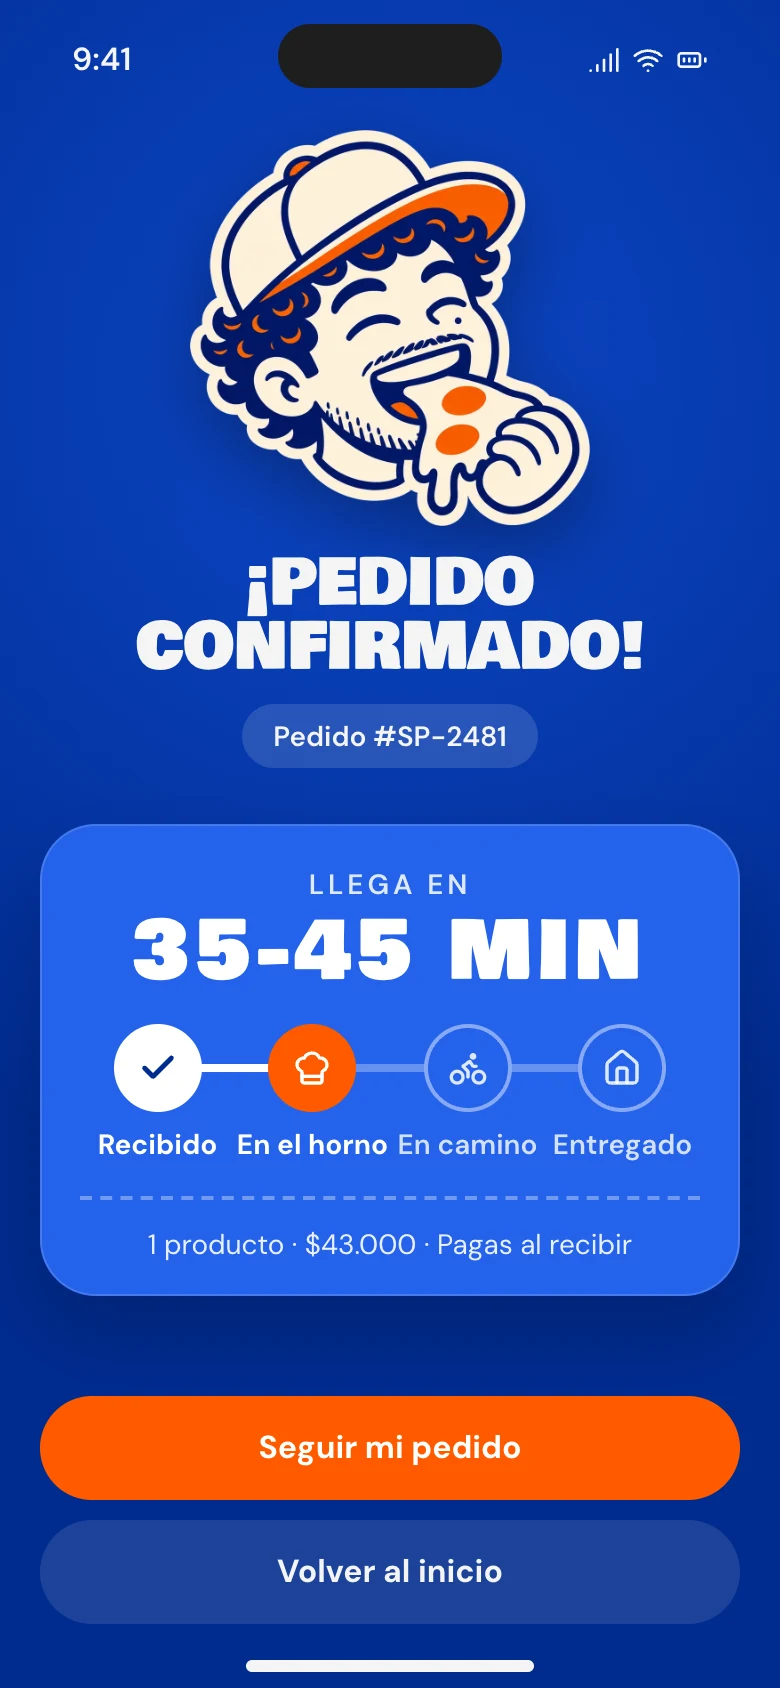 9:41
¡PEDIDO
CONFIRMADO!
Pedido #SP-2481
LLEGA EN
35-45 MIN
Recibido En el horno En camino Entregado
1 producto · $43.000 · Pagas al recibir
Seguir mi pedido
Volver al inicio